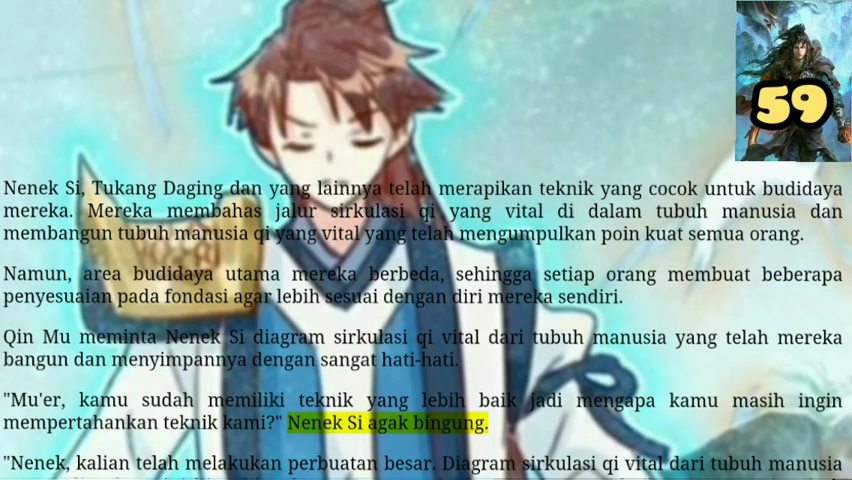 59
Nenek Si, Tukang Daging dan yang lainnya telah merapikan teknik yang cocok untuk budidaya
mereka. Mereka membahas jalur sirkulasi qi yang vital di dalam tubuh manusia dan
membangun tubuh manusia qi yang vital yang telah mengumpulkan poin kuat semua orang.
Namun, area budidaya utama mereka berbeda, sehingga setiap orang membuat beberapa
penyesuaian pada fondasi agar lebih sesuai dengan diri mereka sendiri.
Qin Mu meminta Nenek Si diagram sirkulasi qi vital dari tubuh manusia yang telah mereka
bangun dan menyimpannya dengan sangat hati-hati.
"Mu'er, kamu sudah memiliki teknik yang lebih baik jadi mengapa kamu masih ingin
mempertahankan teknik kami?" Nenek Si agak bingung.
"Nenek, kalian telah melakukan perbuatan besar. Diagram sirkulasi qi vital dari tubuh manusia